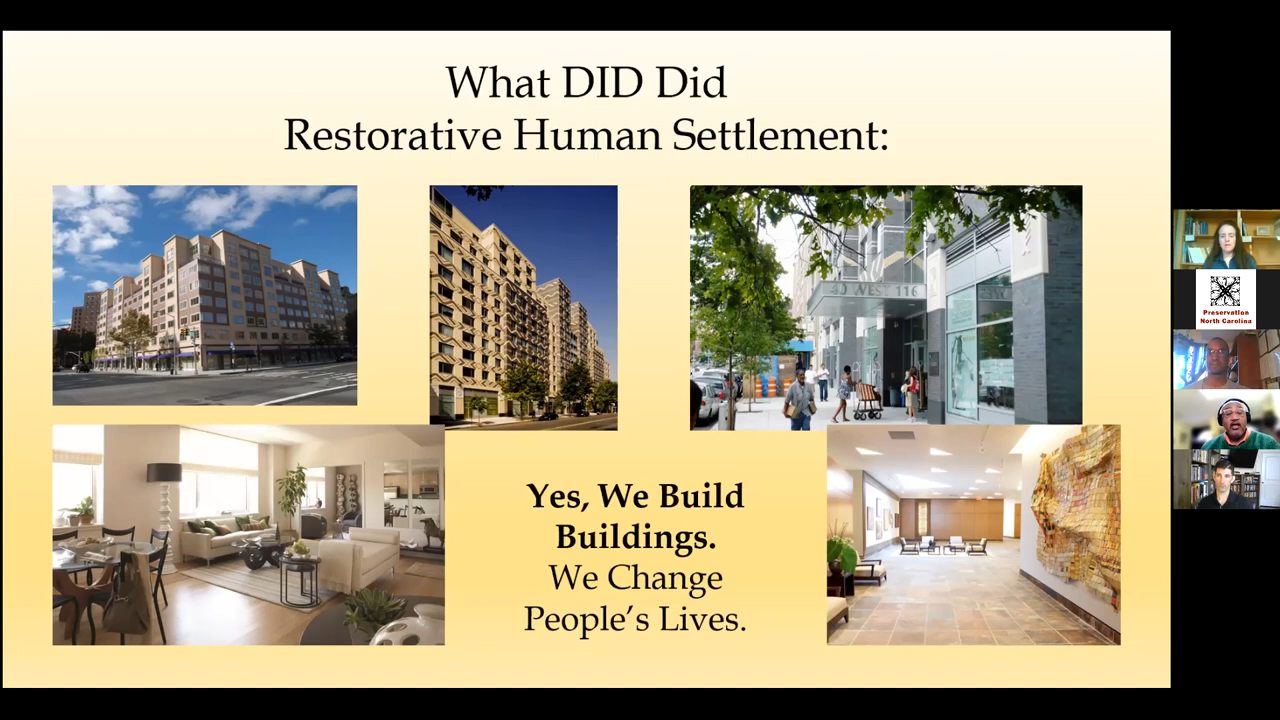 What DID Did
Restorative Human Settlement:
40 WEST 116
Yes, We Build
Buildings.
We Change
People’s Lives.
Preservation
North Carolina